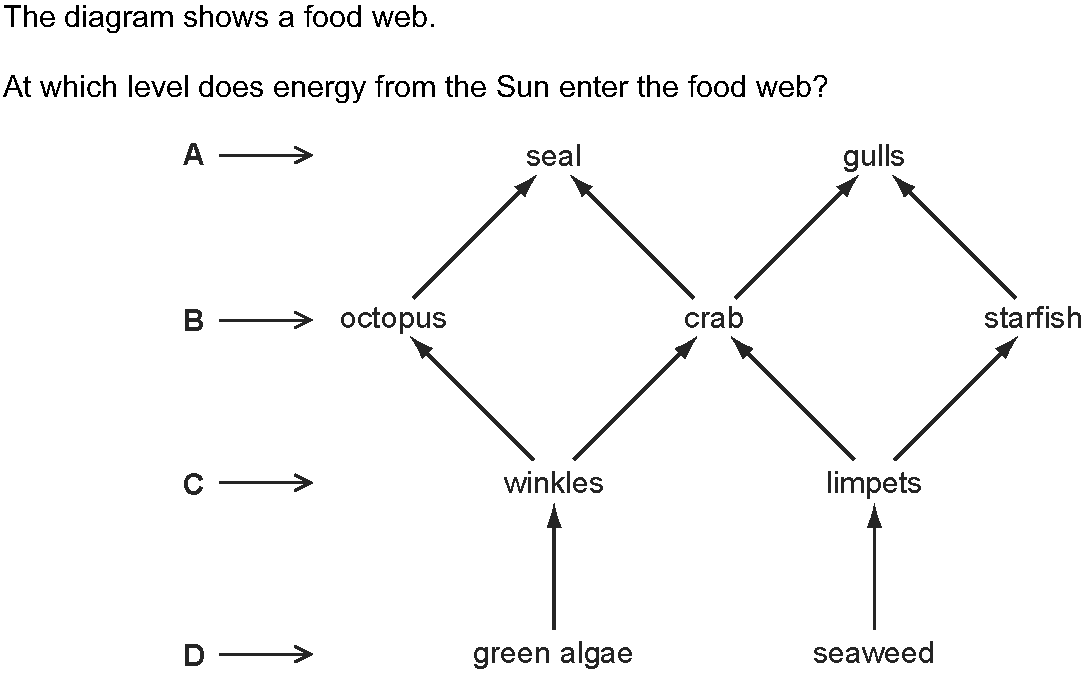 The diagram shows a food web.
At which level does energy from the Sun enter the food web?
A seal gulls
B octopus crab starfish
C winkles limpets
D green algae seaweed